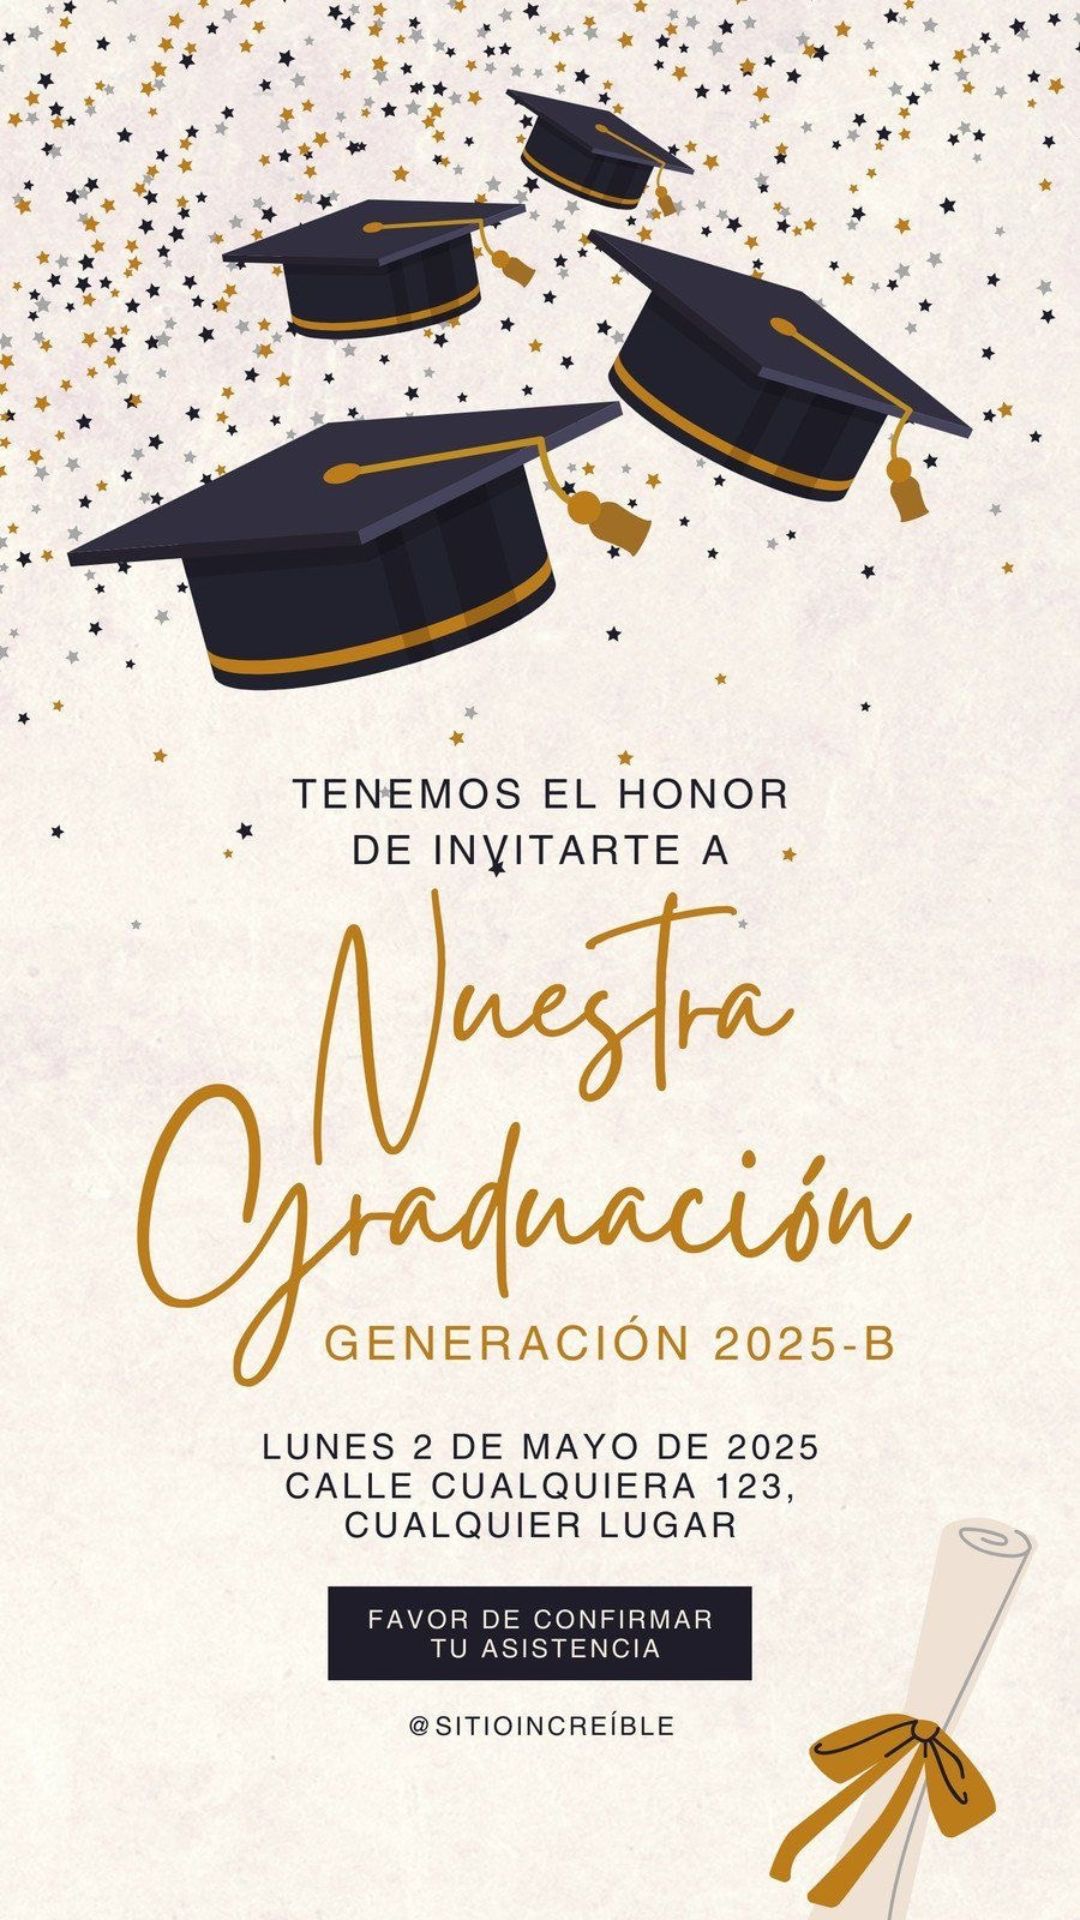 TENEMOS EL HONOR
DE INVITARTE A
Nuestra
Graduación
GENERACIÓN 2025-B
LUNES 2 DE MAYO DE 2025
CALLE CUALQUIERA 123,
CUALQUIER LUGAR
FAVOR DE CONFIRMAR
TU ASISTENCIA
@SITIOINCREÍBLE